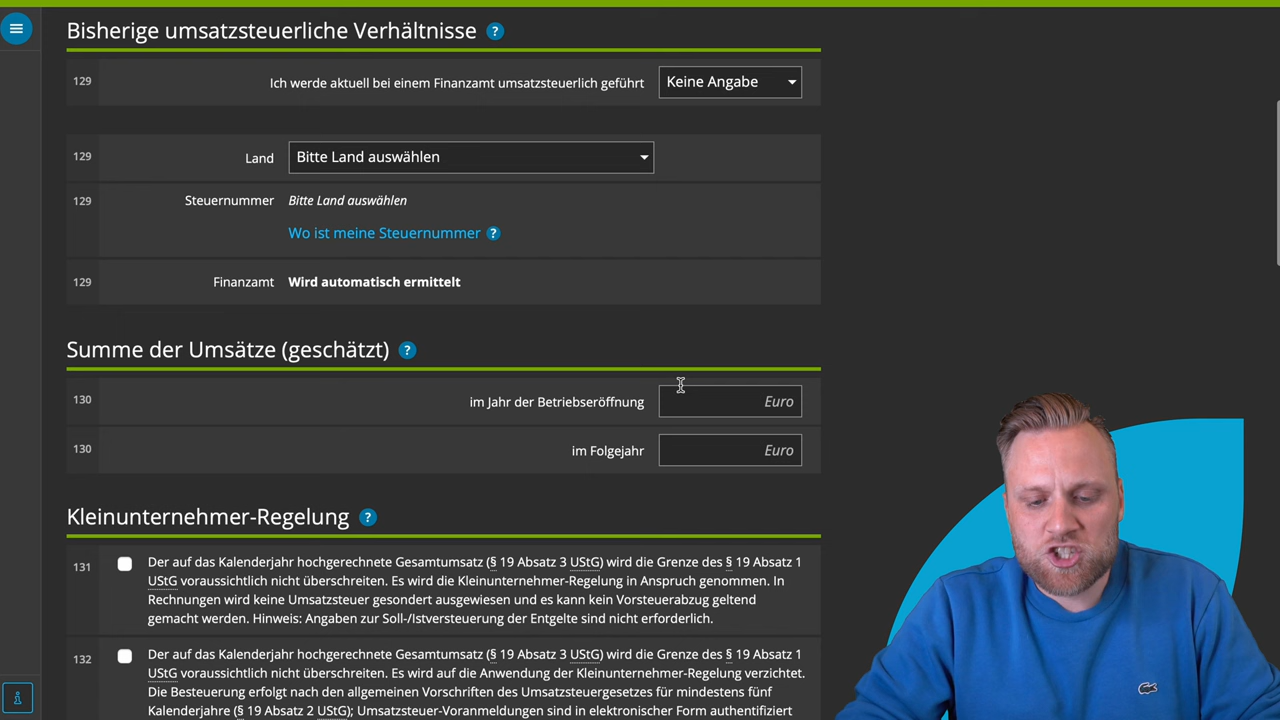 Bisherige umsatzsteuerliche Verhältnisse ?
129 Ich werde aktuell bei einem Finanzamt umsatzsteuerlich geführt Keine Angabe
129 Land Bitte Land auswählen
129 Steuernummer Bitte Land auswählen
Wo ist meine Steuernummer ?
129 Finanzamt Wird automatisch ermittelt
Summe der Umsätze (geschätzt) ?
130 im Jahr der Betriebseröffnung Euro
130 im Folgejahr Euro
Kleinunternehmer-Regelung ?
131 Der auf das Kalenderjahr hochgerechnete Gesamtumsatz (§ 19 Absatz 3 UStG) wird die Grenze des § 19 Absatz 1
UStG voraussichtlich nicht überschreiten. Es wird die Kleinunternehmer-Regelung in Anspruch genommen. In
Rechnungen wird keine Umsatzsteuer gesondert ausgewiesen und es kann kein Vorsteuerabzug geltend
gemacht werden. Hinweis: Angaben zur Soll-/Istversteuerung der Entgelte sind nicht erforderlich.
132 Der auf das Kalenderjahr hochgerechnete Gesamtumsatz (§ 19 Absatz 3 UStG) wird die Grenze des § 19 Absatz 1
UStG voraussichtlich nicht überschreiten. Es wird auf die Anwendung der Kleinunternehmer-Regelung verzichtet.
Die Besteuerung erfolgt nach den allgemeinen Vorschriften des Umsatzsteuergesetzes für mindestens fünf
Kalenderjahre (§ 19 Absatz 2 UStG); Umsatzsteuer-Voranmeldungen sind in elektronischer Form authentifiziert